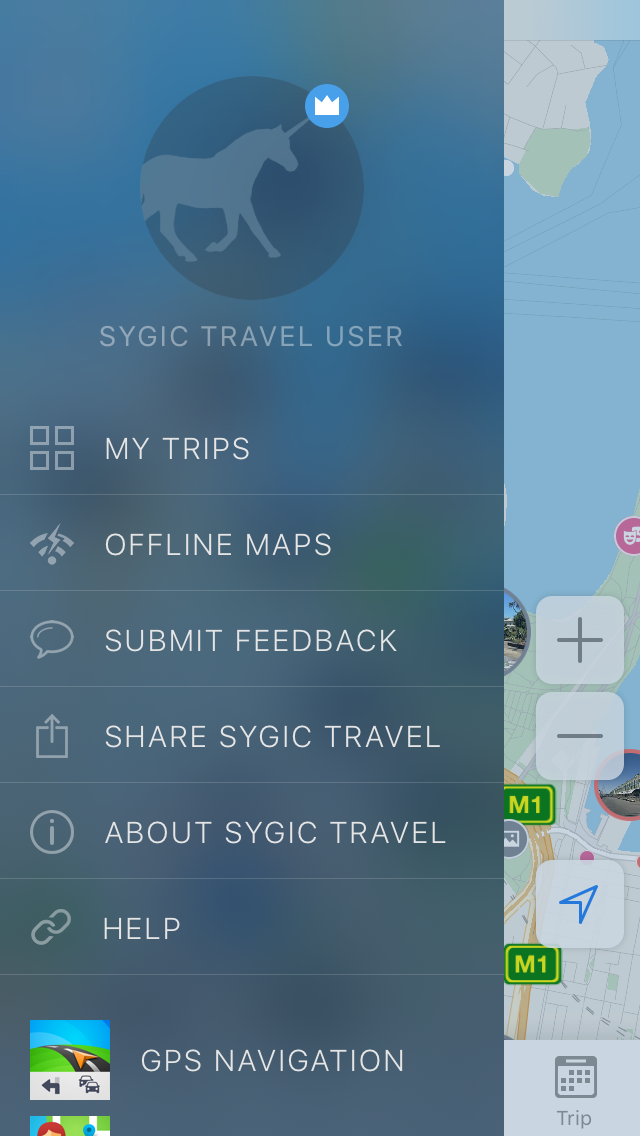 SYGIC TRAVEL USER
MY TRIPS
OFFLINE MAPS
SUBMIT FEEDBACK
SHARE SYGIC TRAVEL
ABOUT SYGIC TRAVEL
HELP
GPS NAVIGATION
M1
M1
Trip